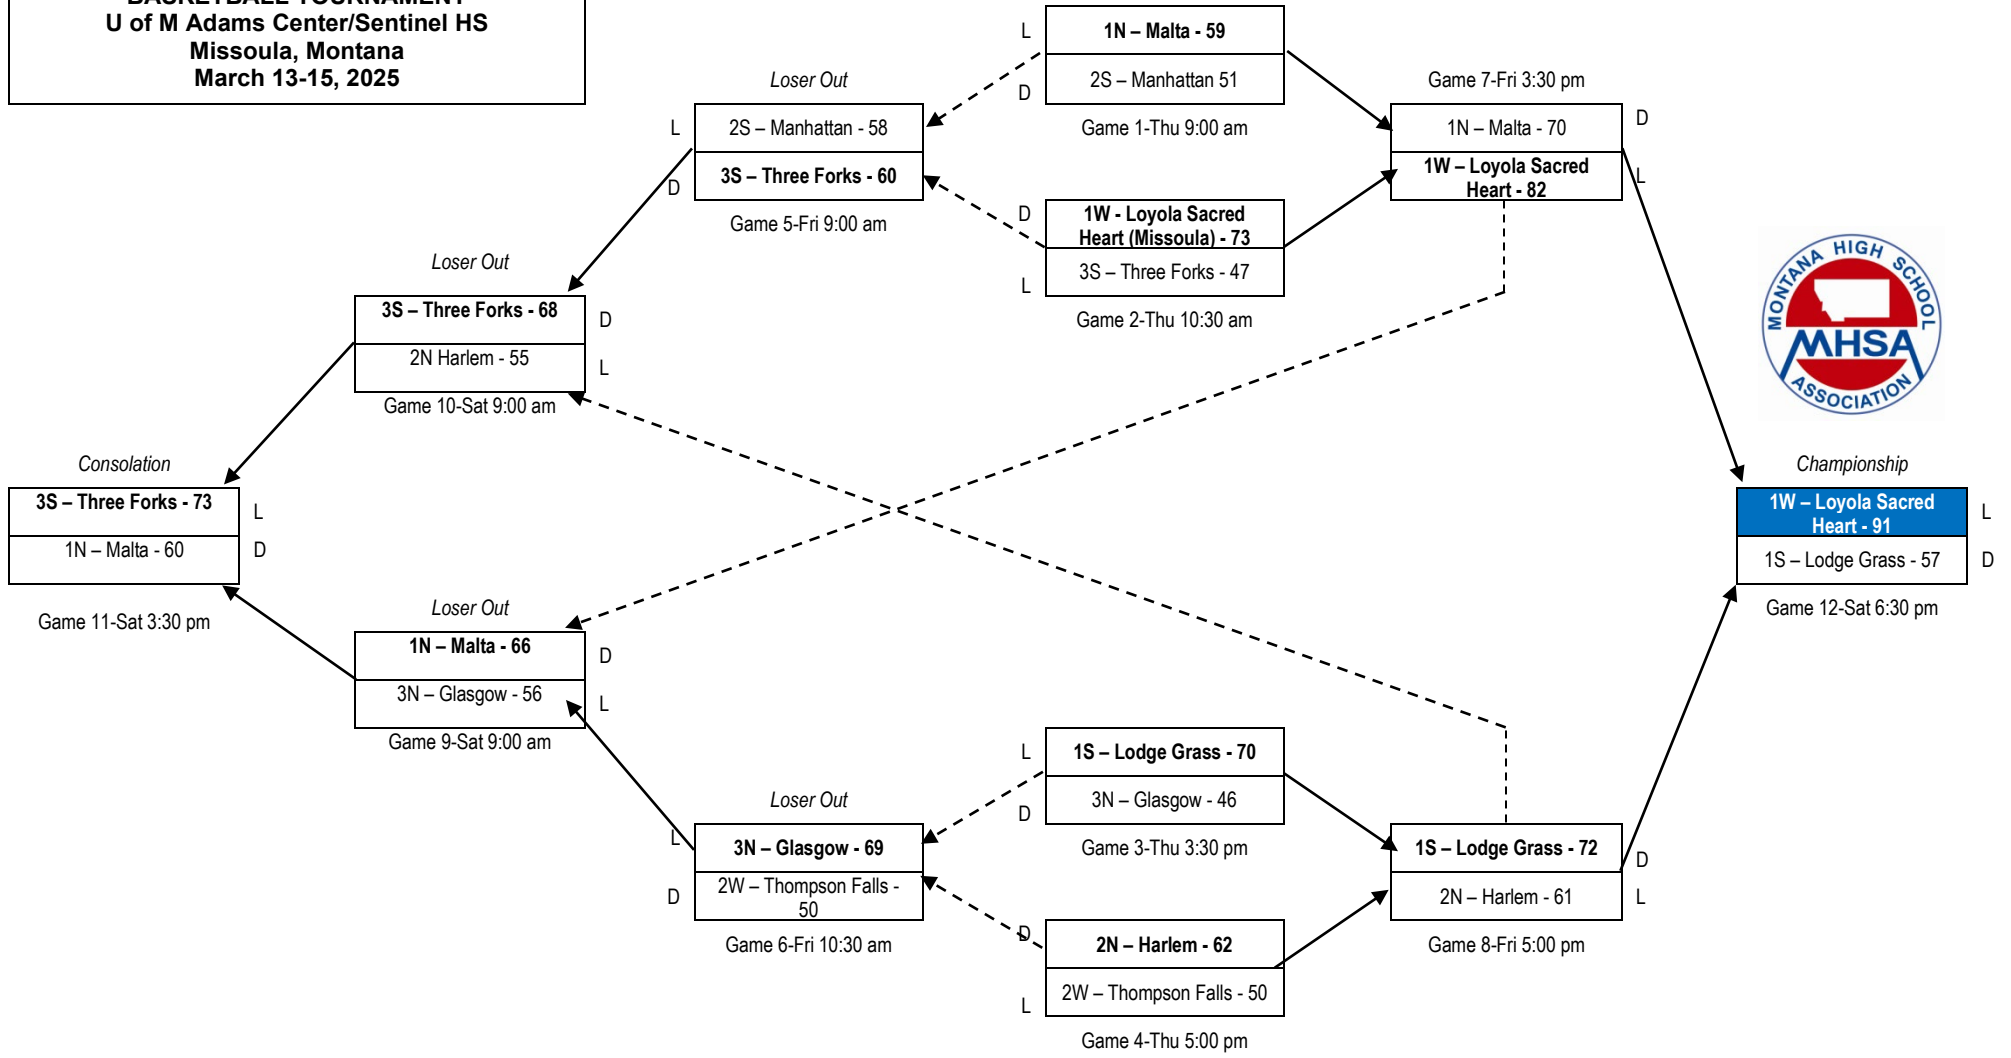 BASKETBALL TOURNAMENT
U of M Adams Center/Sentinel HS
Missoula, Montana
March 13-15, 2025
L
1N – Malta - 59
D
2S – Manhattan 51
Game 1-Thu 9:00 am
Loser Out
L
2S – Manhattan - 58
D
3S – Three Forks - 60
Game 5-Fri 9:00 am
D
1W - Loyola Sacred
Heart (Missoula) - 73
L
3S – Three Forks - 47
Game 2-Thu 10:30 am
Game 7-Fri 3:30 pm
1N – Malta - 70
D
1W – Loyola Sacred
Heart - 82
L
Loser Out
3S – Three Forks - 68
D
2N Harlem - 55
L
Game 10-Sat 9:00 am
MONTANA HIGH SCHOOL
MHSA
ASSOCIATION
Consolation
3S – Three Forks - 73
L
1N – Malta - 60
D
Game 11-Sat 3:30 pm
Championship
1W – Loyola Sacred
Heart - 91
L
1S – Lodge Grass - 57
D
Game 12-Sat 6:30 pm
Loser Out
1N – Malta - 66
D
3N – Glasgow - 56
L
Game 9-Sat 9:00 am
L
1S – Lodge Grass - 70
D
3N – Glasgow - 46
Game 3-Thu 3:30 pm
Loser Out
L
3N – Glasgow - 69
D
2W – Thompson Falls -
50
Game 6-Fri 10:30 am
1S – Lodge Grass - 72
D
2N – Harlem - 61
L
Game 8-Fri 5:00 pm
D
2N – Harlem - 62
L
2W – Thompson Falls - 50
Game 4-Thu 5:00 pm